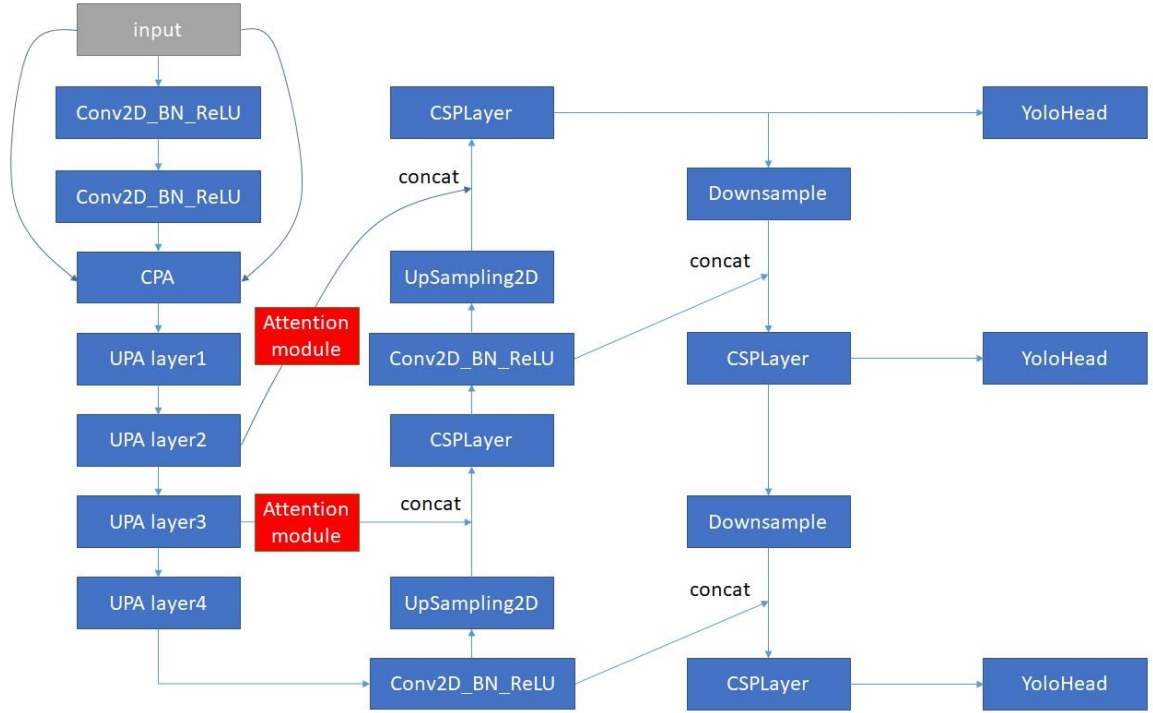 input
Conv2D_BN_ReLU
Conv2D_BN_ReLU
CPA
UPA layer1
UPA layer2
UPA layer3
UPA layer4
Attention
module
Attention
module
CSPLayer
concat
UpSampling2D
Conv2D_BN_ReLU
CSPLayer
concat
UpSampling2D
Conv2D_BN_ReLU
Downsample
concat
CSPLayer
Downsample
concat
CSPLayer
YoloHead
YoloHead
YoloHead